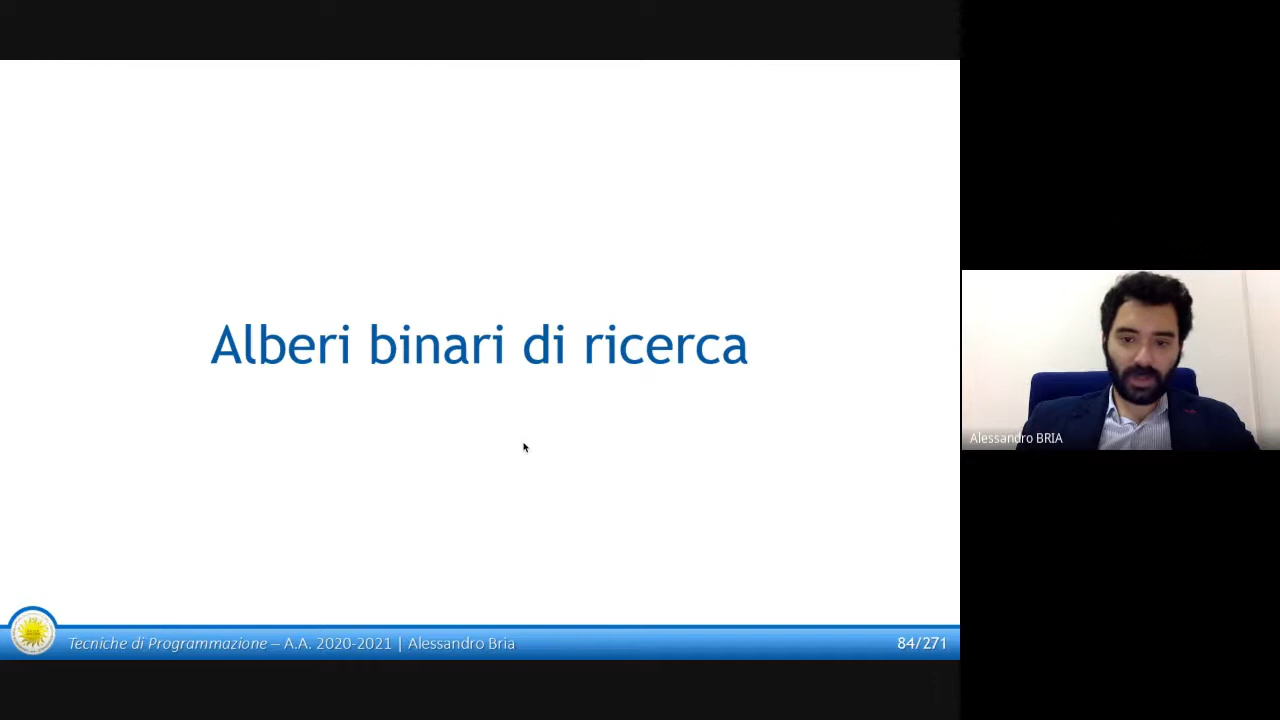 Alberi binari di ricerca
Alessandro BRIA
Tecniche di Programmazione – A.A. 2020-2021 | Alessandro Bria
84/271